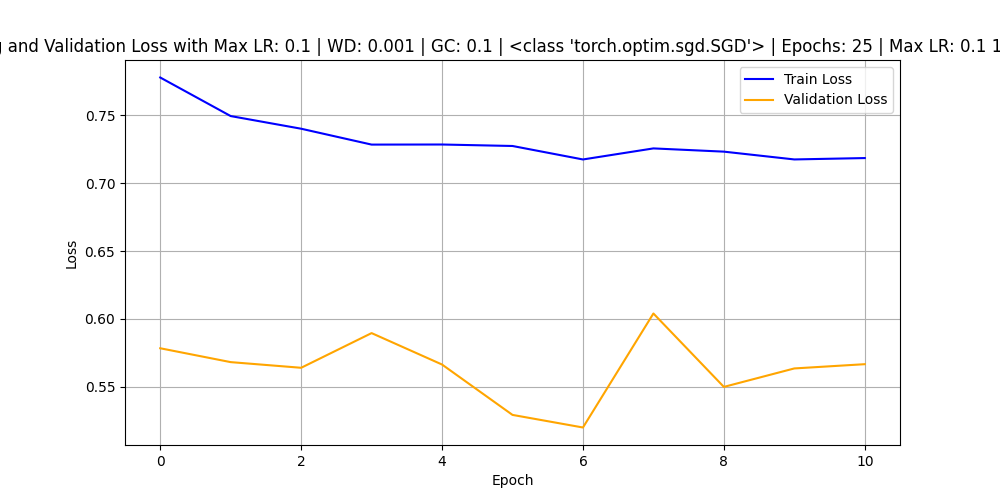 and Validation Loss with Max LR: 0.1 | WD: 0.001 | GC: 0.1 | <class 'torch.optim.sgd.SGD'> | Epochs: 25 | Max LR: 0.1 1
Train Loss
Validation Loss
0.75
0.70
0.65
0.60
0.55
Loss
0 2 4 6 8 10
Epoch